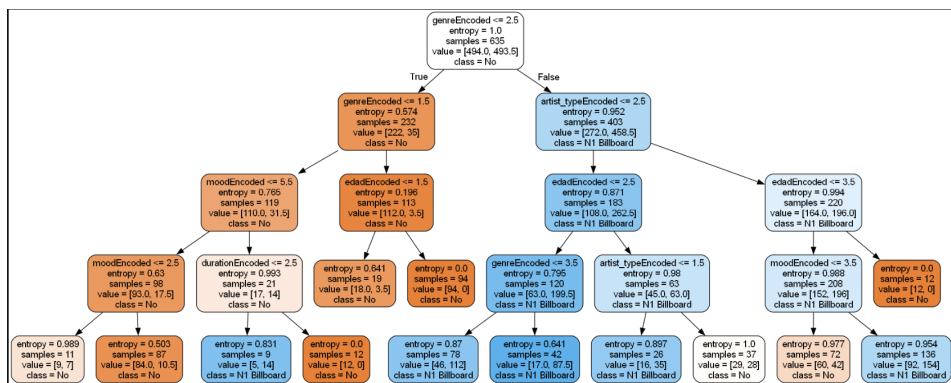 genreEncoded <= 2.5
entropy = 1.0
samples = 635
value = [494.0, 493.5]
class = No
True
False
genreEncoded <= 1.5
entropy = 0.574
samples = 232
value = [222, 35]
class = No
artist_typeEncoded <= 2.5
entropy = 0.952
samples = 403
value = [272.0, 458.5]
class = N1 Billboard
moodEncoded <= 5.5
entropy = 0.765
samples = 119
value = [110.0, 31.5]
class = No
edadEncoded <= 1.5
entropy = 0.196
samples = 113
value = [112.0, 3.5]
class = No
edadEncoded <= 2.5
entropy = 0.871
samples = 183
value = [108.0, 262.5]
class = N1 Billboard
edadEncoded <= 3.5
entropy = 0.994
samples = 220
value = [164.0, 196.0]
class = N1 Billboard
moodEncoded <= 2.5
entropy = 0.63
samples = 98
value = [93.0, 17.5]
class = No
durationEncoded <= 2.5
entropy = 0.993
samples = 21
value = [17, 14]
class = No
entropy = 0.641
samples = 19
value = [18.0, 3.5]
class = No
entropy = 0.0
samples = 94
value = [94, 0]
class = No
genreEncoded <= 3.5
entropy = 0.795
samples = 120
value = [63.0, 199.5]
class = N1 Billboard
artist_typeEncoded <= 1.5
entropy = 0.98
samples = 63
value = [45.0, 63.0]
class = N1 Billboard
moodEncoded <= 3.5
entropy = 0.988
samples = 208
value = [152, 196]
class = N1 Billboard
entropy = 0.0
samples = 12
value = [12, 0]
class = No
entropy = 0.989
samples = 11
value = [9, 7]
class = No
entropy = 0.503
samples = 87
value = [84.0, 10.5]
class = No
entropy = 0.831
samples = 9
value = [5, 14]
class = N1 Billboard
entropy = 0.0
samples = 12
value = [12, 0]
class = No
entropy = 0.87
samples = 78
value = [46, 112]
class = N1 Billboard
entropy = 0.641
samples = 42
value = [17.0, 87.5]
class = N1 Billboard
entropy = 0.897
samples = 26
value = [16, 35]
class = N1 Billboard
entropy = 1.0
samples = 37
value = [29, 28]
class = No
entropy = 0.977
samples = 72
value = [60, 42]
class = No
entropy = 0.954
samples = 136
value = [92, 154]
class = N1 Billboard